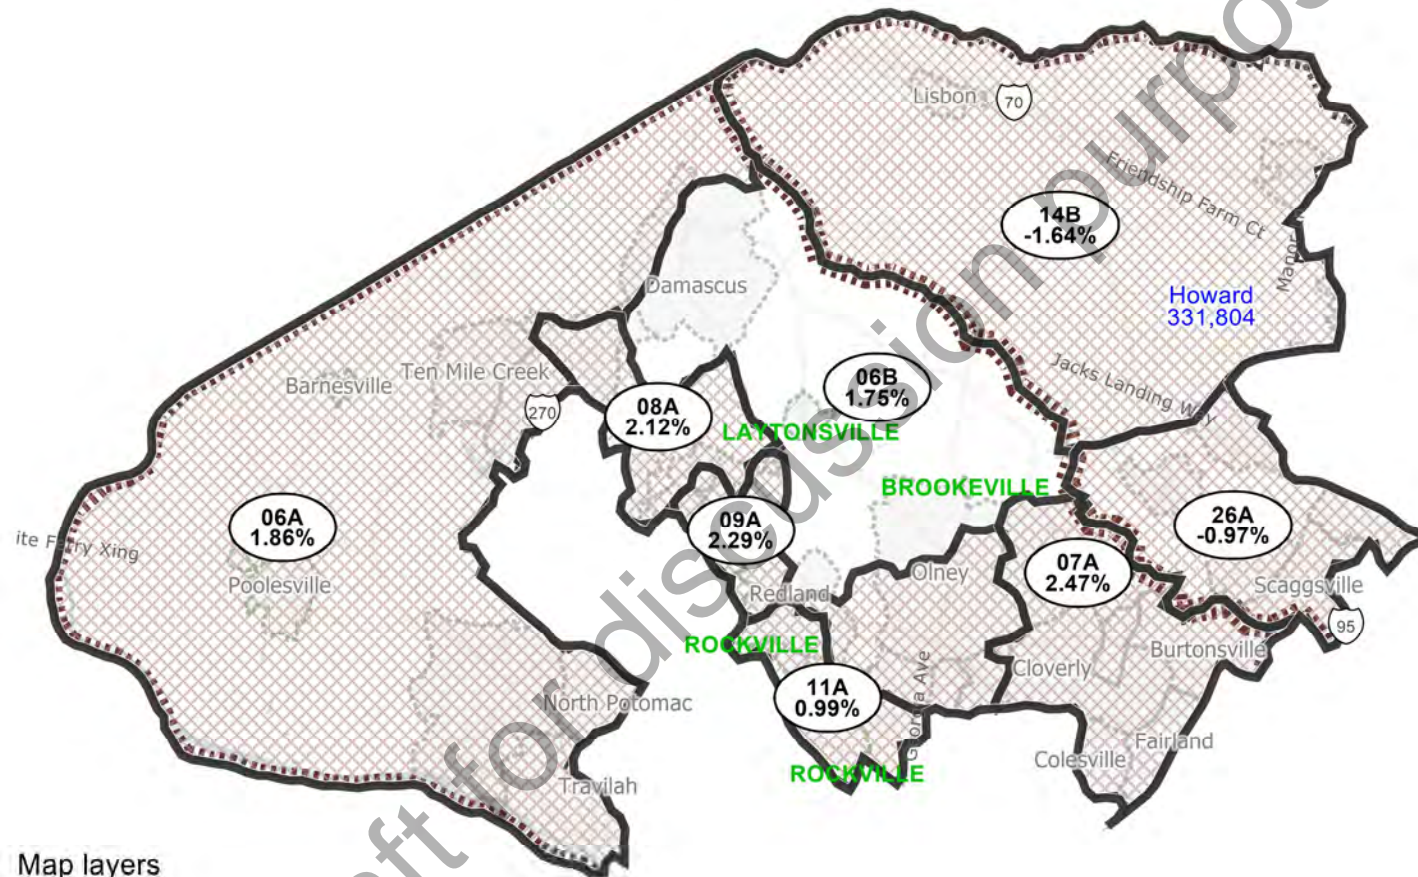 Lisbon
70
Friendship Farm Ct
14B
-1.64%
Manor
Damascus
Howard
331,804
Ten Mile Creek
Barnesville
Jacks Landing Way
06B
1.75%
270
08A
2.12%
LAYTONSVILLE
BROOKEVILLE
06A
1.86%
09A
2.29%
26A
-0.97%
ite Ferry Xing
07A
2.47%
Olney
Poolesville
Redland
Scaggsville
95
ROCKVILLE
Burtonsville
Cloverly
11A
0.99%
North Potomac
Georgia Ave
Fairland
Colesville
ROCKVILLE
Travilah
Map layers
aft for discussion purpos